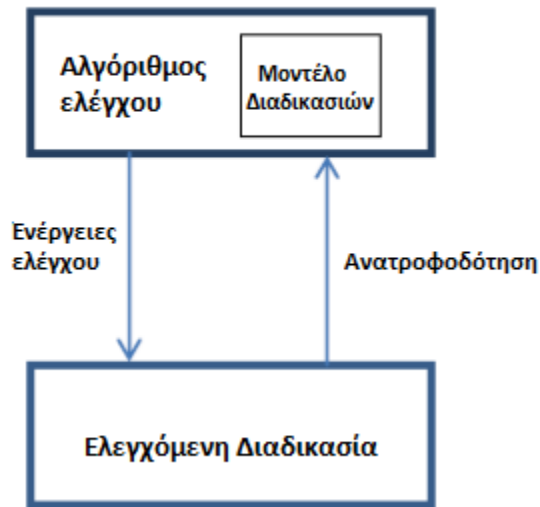 Αλγόριθμος
ελέγχου
Μοντέλο
Διαδικασιών
Ενέργειες
ελέγχου
Ανατροφοδότηση
Ελεγχόμενη Διαδικασία